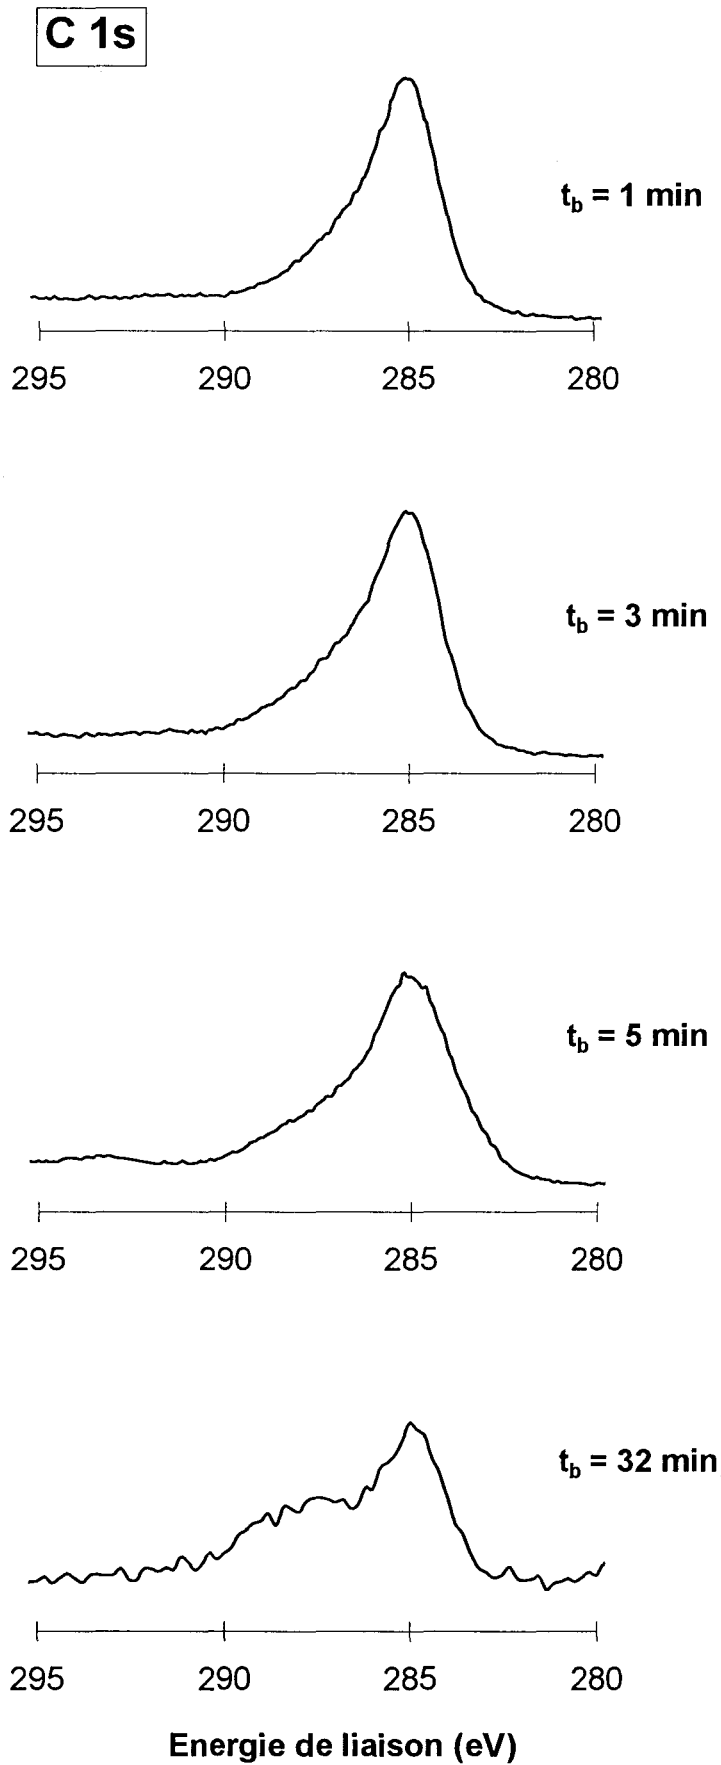 C 1s
t_b = 1 min
295 290 285 280
t_b = 3 min
295 290 285 280
t_b = 5 min
295 290 285 280
t_b = 32 min
295 290 285 280
Energie de liaison (eV)